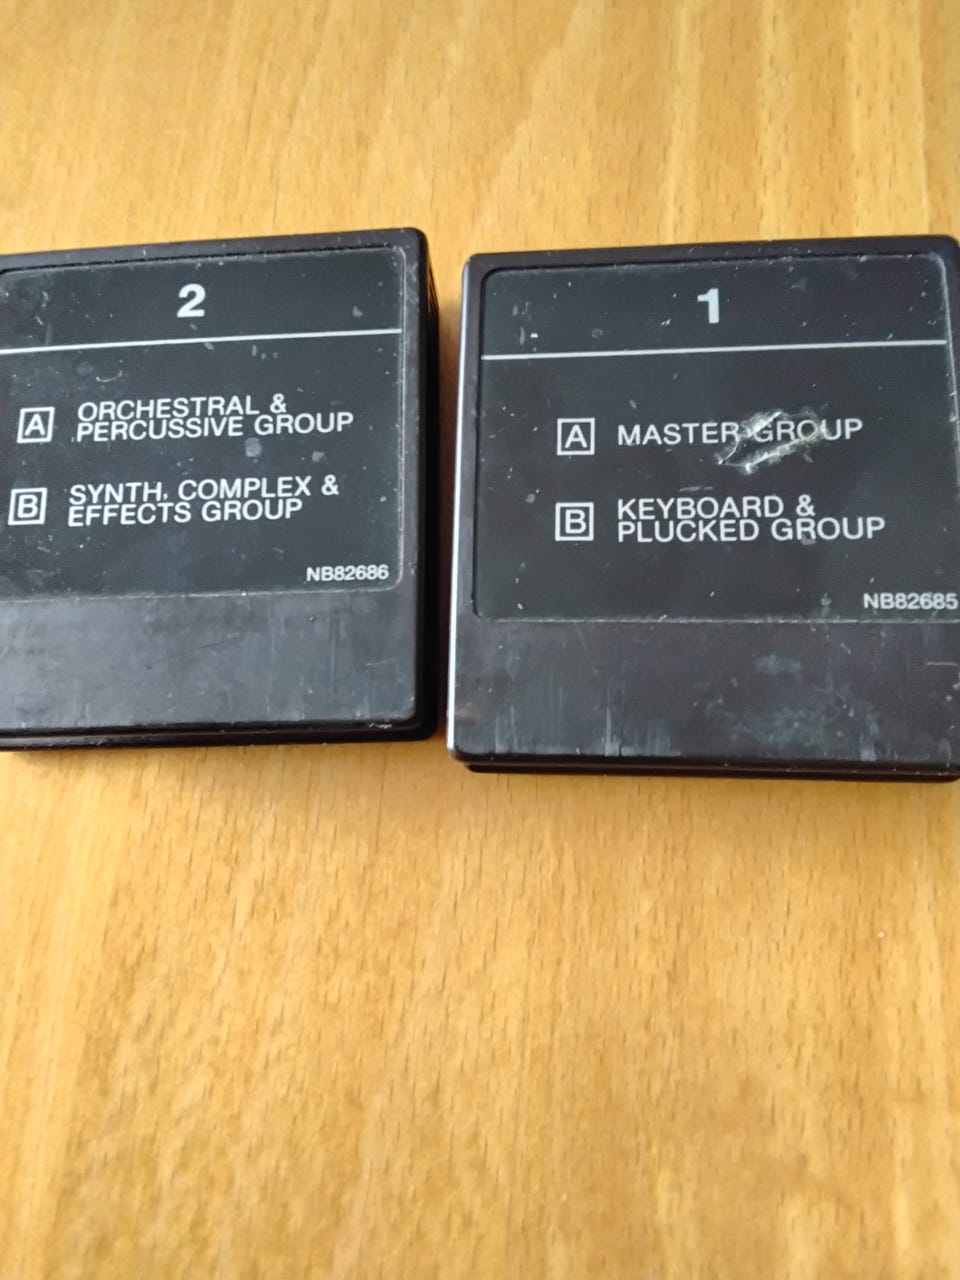 2
A ORCHESTRAL &
PERCUSSIVE GROUP
B SYNTH, COMPLEX &
EFFECTS GROUP
NB82686
1
A MASTER GROUP
B KEYBOARD &
PLUCKED GROUP
NB82685